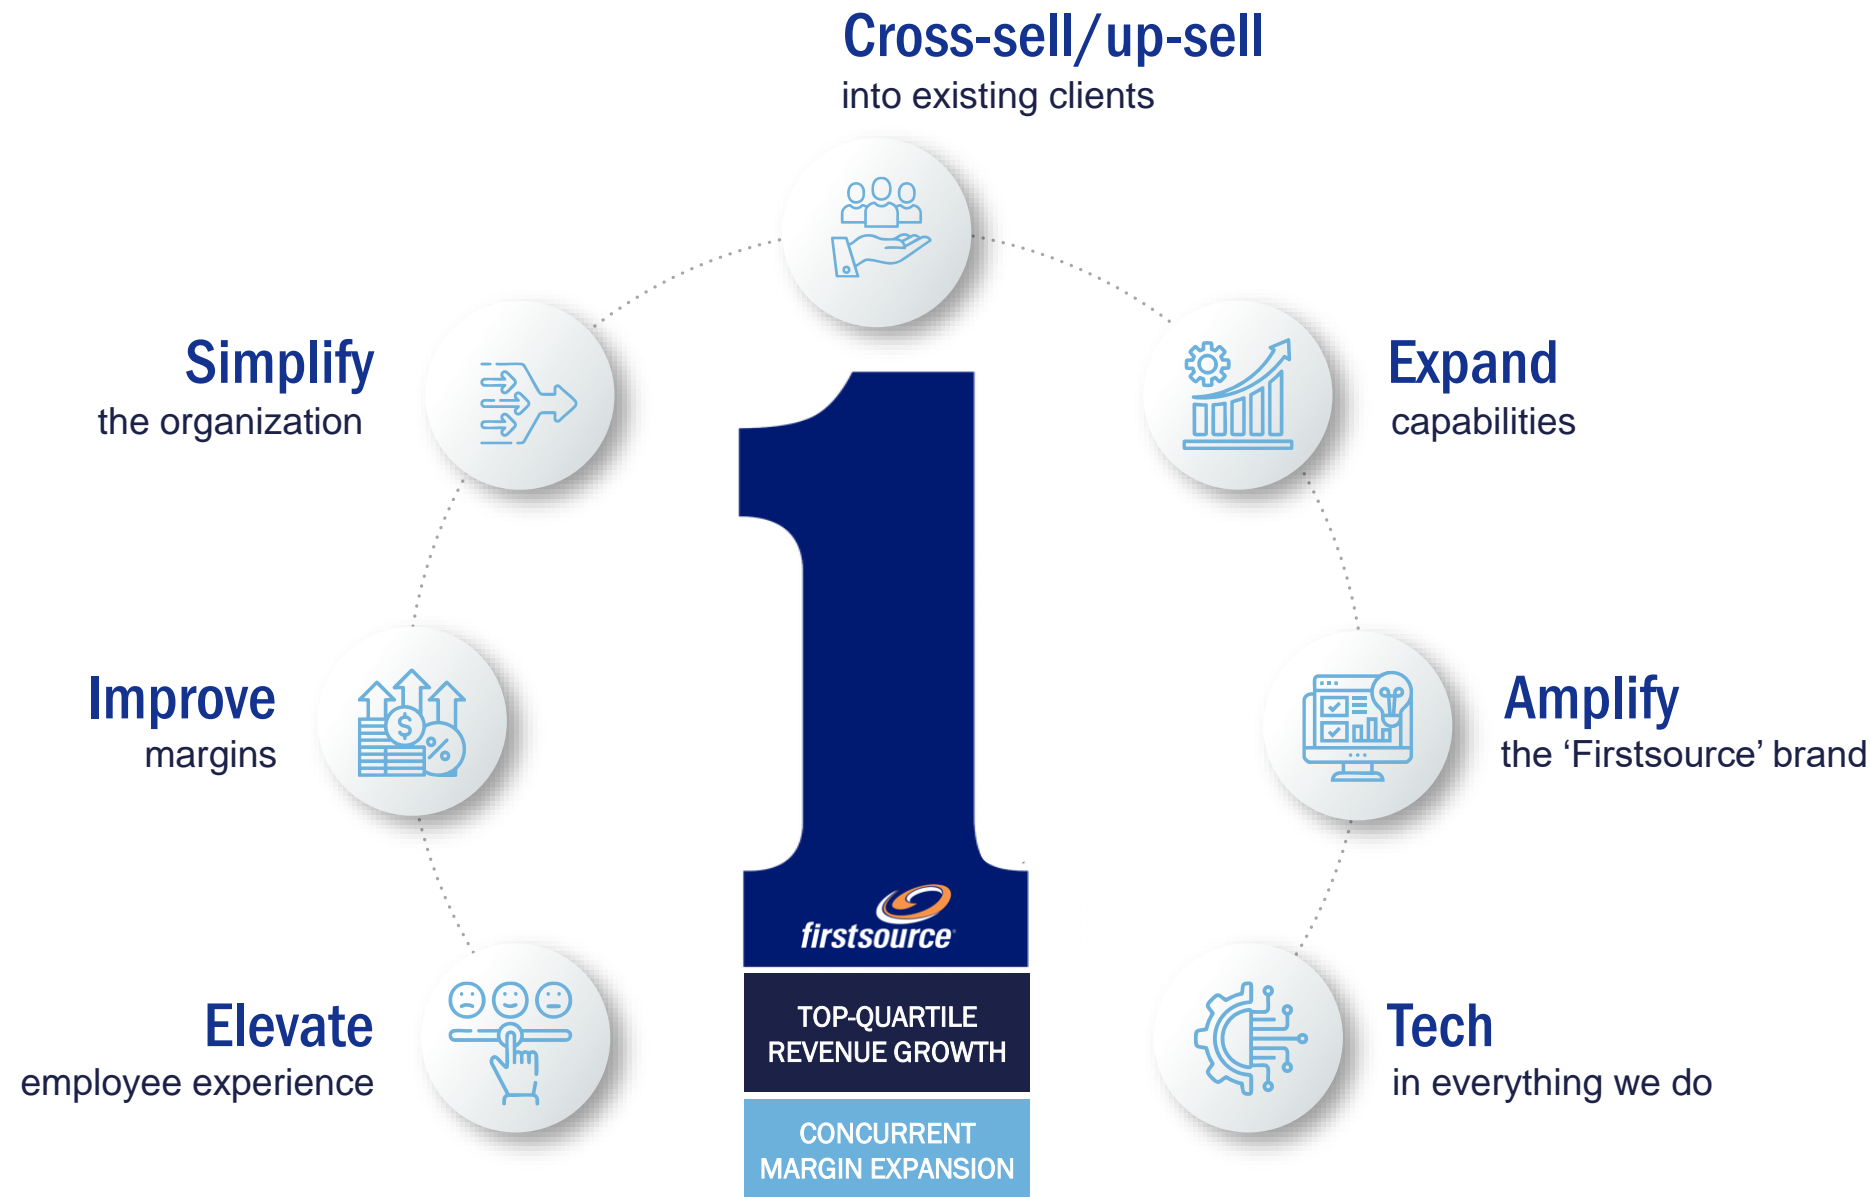 Cross-sell/up-sell
into existing clients
Simplify
the organization
Expand
capabilities
Improve
margins
Amplify
the ‘Firstsource’ brand
Elevate
employee experience
Tech
in everything we do
1
$
%
firstsource
TOP-QUARTILE
REVENUE GROWTH
CONCURRENT
MARGIN EXPANSION